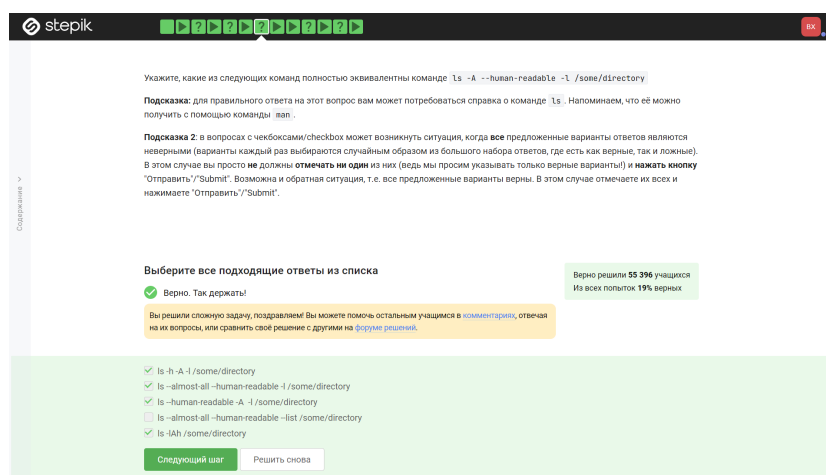 stepik
BX
Содержание
Укажите, какие из следующих команд полностью эквивалентны команде ls -A --human-readable -l /some/directory
Подсказка: для правильного ответа на этот вопрос вам может потребоваться справка о команде ls . Напоминаем, что её можно
получить с помощью команды man .
Подсказка 2: в вопросах с чекбоксами/checkbox может возникнуть ситуация, когда все предложенные варианты ответов являются
неверными (варианты каждый раз выбираются случайным образом из большого набора ответов, где есть как верные, так и ложные).
В этом случае вы просто не должны отмечать ни один из них (ведь мы просим указывать только верные варианты!) и нажать кнопку
"Отправить"/"Submit". Возможна и обратная ситуация, т.е. все предложенные варианты верны. В этом случае отмечаете их всех и
нажимаете "Отправить"/"Submit".
Выберите все подходящие ответы из списка
Верно решили 55 396 учащихся
Из всех попыток 19% верных
Верно. Так держать!
Вы решили сложную задачу, поздравляем! Вы можете помочь остальным учащимся в комментариях, отвечая
на их вопросы, или сравнить своё решение с другими на форуме решений.
ls -h -A -l /some/directory
ls --almost-all --human-readable -l /some/directory
ls --human-readable -A -l /some/directory
ls --almost-all --human-readable --list /some/directory
ls -lAh /some/directory
Следующий шаг
Решить снова